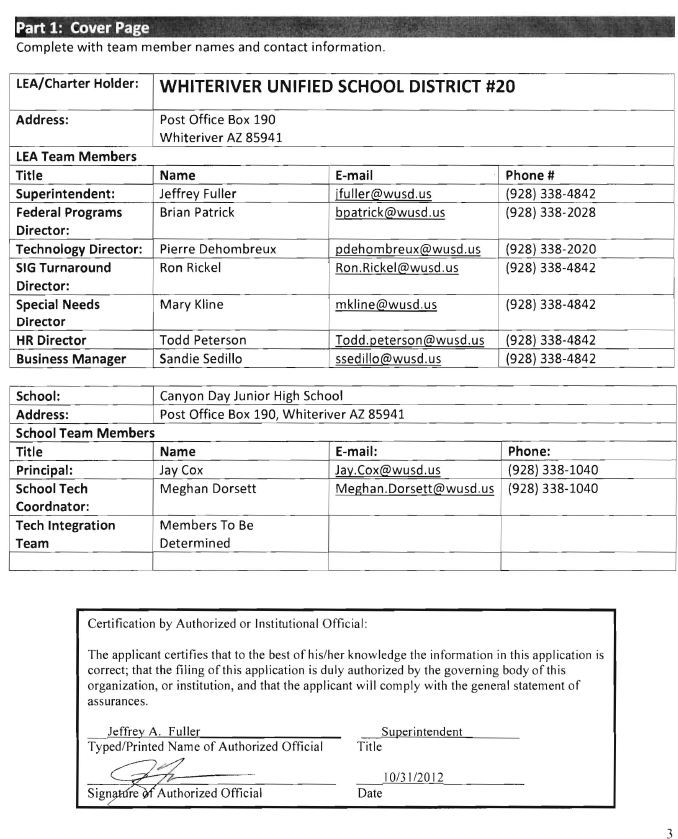 Part 1: Cover Page
Complete with team member names and contact information.
LEA/Charter Holder: WHITERIVER UNIFIED SCHOOL DISTRICT #20
Address: Post Office Box 190
Whiteriver AZ 85941
LEA Team Members
Title Name E-mail Phone #
Superintendent: Jeffrey Fuller jfuller@wusd.us (928) 338-4842
Federal Programs Brian Patrick bpatrick@wusd.us (928) 338-2028
Director:
Technology Director: Pierre Dehombreux pdehombreux@wusd.us (928) 338-2020
SIG Turnaround Ron Rickel Ron.Rickel@wusd.us (928) 338-4842
Director:
Special Needs Mary Kline mkline@wusd.us (928) 338-4842
Director
HR Director Todd Peterson Todd.peterson@wusd.us (928) 338-4842
Business Manager Sandie Sedillo ssedillo@wusd.us (928) 338-4842
School: Canyon Day Junior High School
Address: Post Office Box 190, Whiteriver AZ 85941
School Team Members
Title Name E-mail: Phone:
Principal: Jay Cox Jay.Cox@wusd.us (928) 338-1040
School Tech Meghan Dorsett Meghan.Dorsett@wusd.us (928) 338-1040
Coordnator:
Tech Integration Members To Be
Team Determined
Certification by Authorized or Institutional Official:
The applicant certifies that to the best of his/her knowledge the information in this application is
correct; that the filing of this application is duly authorized by the governing body of this
organization, or institution, and that the applicant will comply with the general statement of
assurances.
Jeffrey A. Fuller Superintendent
Typed/Printed Name of Authorized Official Title
10/31/2012
Signature of Authorized Official Date
3